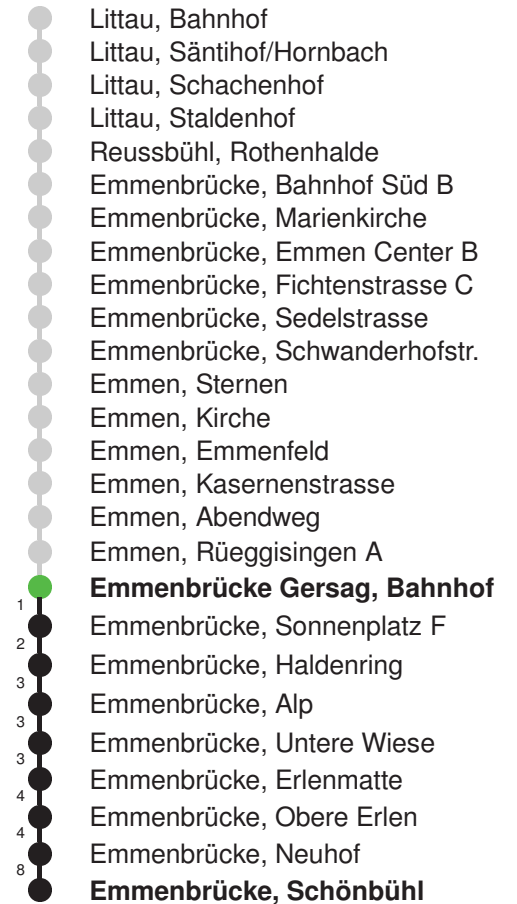 Littau, Bahnhof
Littau, Säntihof/Hornbach
Littau, Schachenhof
Littau, Staldenhof
Reussbühl, Rothenhalde
Emmenbrücke, Bahnhof Süd B
Emmenbrücke, Marienkirche
Emmenbrücke, Emmen Center B
Emmenbrücke, Fichtenstrasse C
Emmenbrücke, Sedelstrasse
Emmenbrücke, Schwanderhofstr.
Emmen, Sternen
Emmen, Kirche
Emmen, Emmenfeld
Emmen, Kasernenstrasse
Emmen, Abendweg
Emmen, Rüeggisingen A
Emmenbrücke Gersag, Bahnhof
1
Emmenbrücke, Sonnenplatz F
2
Emmenbrücke, Haldenring
3
Emmenbrücke, Alp
3
Emmenbrücke, Untere Wiese
3
Emmenbrücke, Erlenmatte
4
Emmenbrücke, Obere Erlen
4
Emmenbrücke, Neuhof
8
Emmenbrücke, Schönbühl